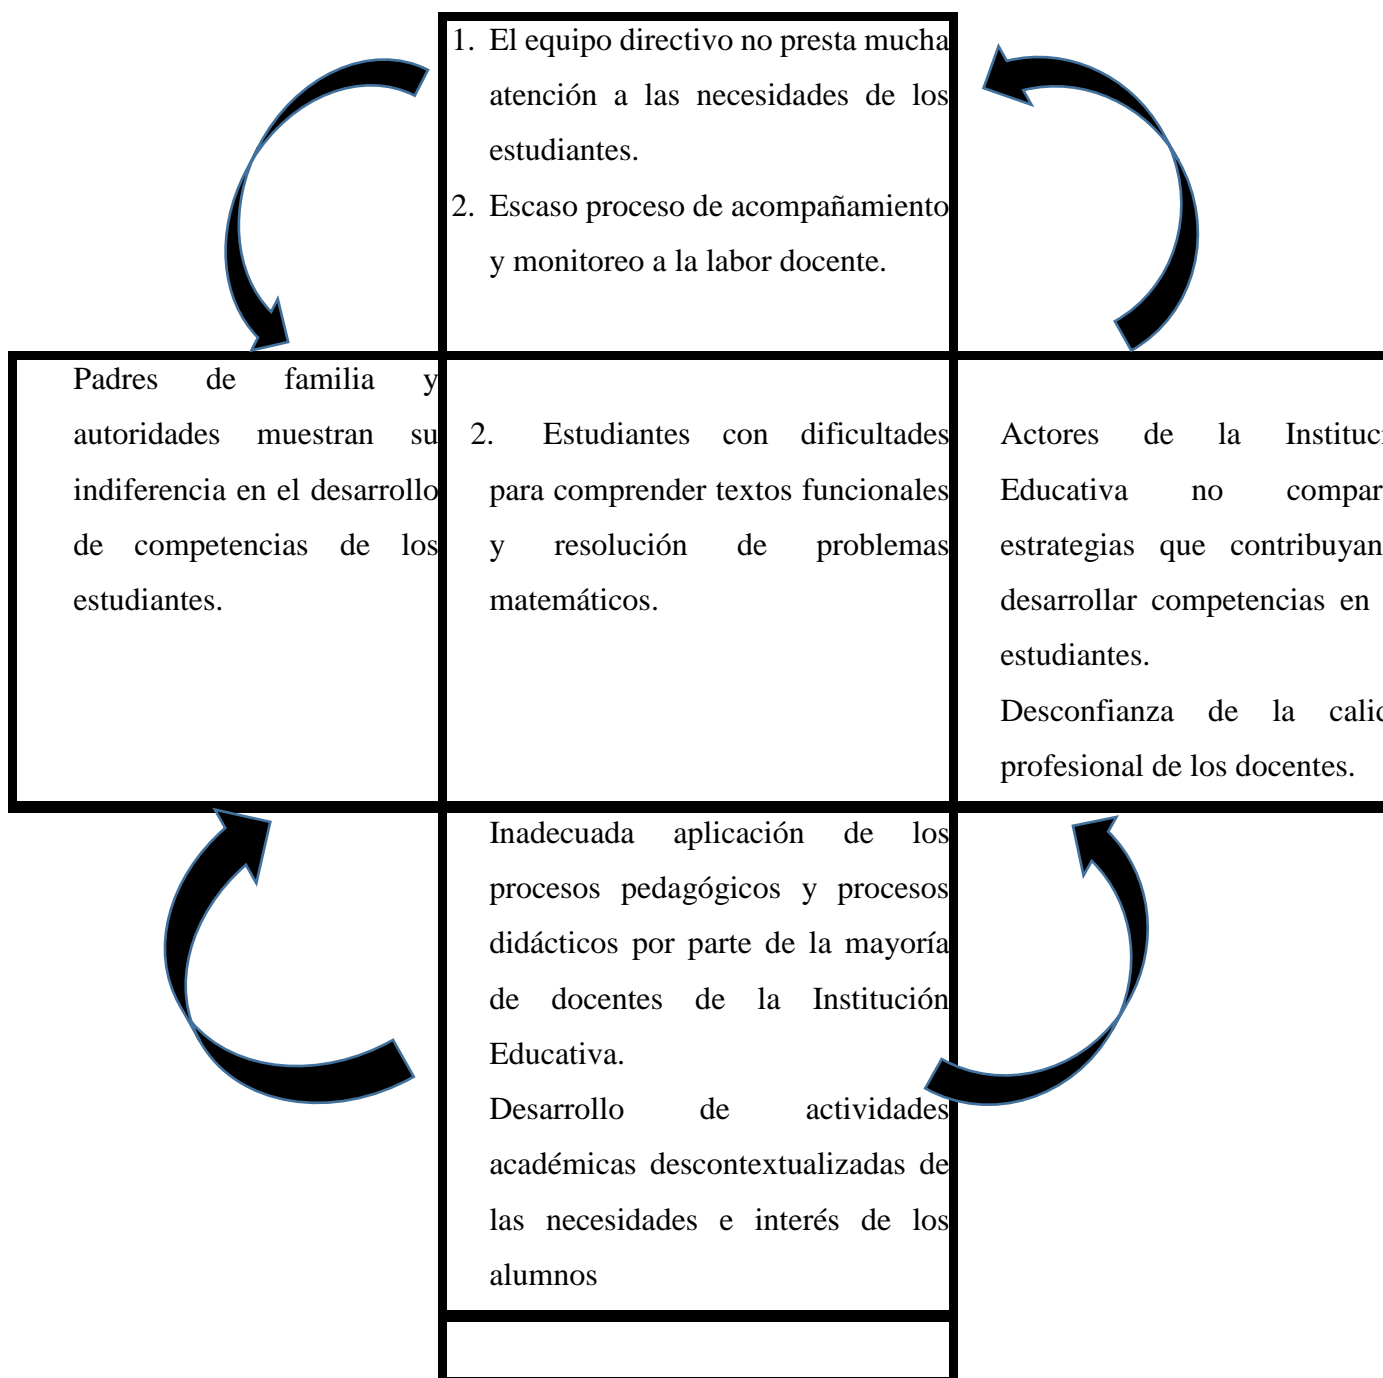 1. El equipo directivo no presta mucha
atención a las necesidades de los
estudiantes.
2. Escaso proceso de acompañamiento
y monitoreo a la labor docente.
Padres de familia y
autoridades muestran su
indiferencia en el desarrollo
de competencias de los
estudiantes.
2. Estudiantes con dificultades
para comprender textos funcionales
y resolución de problemas
matemáticos.
Actores de la Instituci
Educativa no compar
estrategias que contribuyan
desarrollar competencias en
estudiantes.
Desconfianza de la calid
profesional de los docentes.
Inadecuada aplicación de los
procesos pedagógicos y procesos
didácticos por parte de la mayoría
de docentes de la Institución
Educativa.
Desarrollo de actividades
académicas descontextualizadas de
las necesidades e interés de los
alumnos